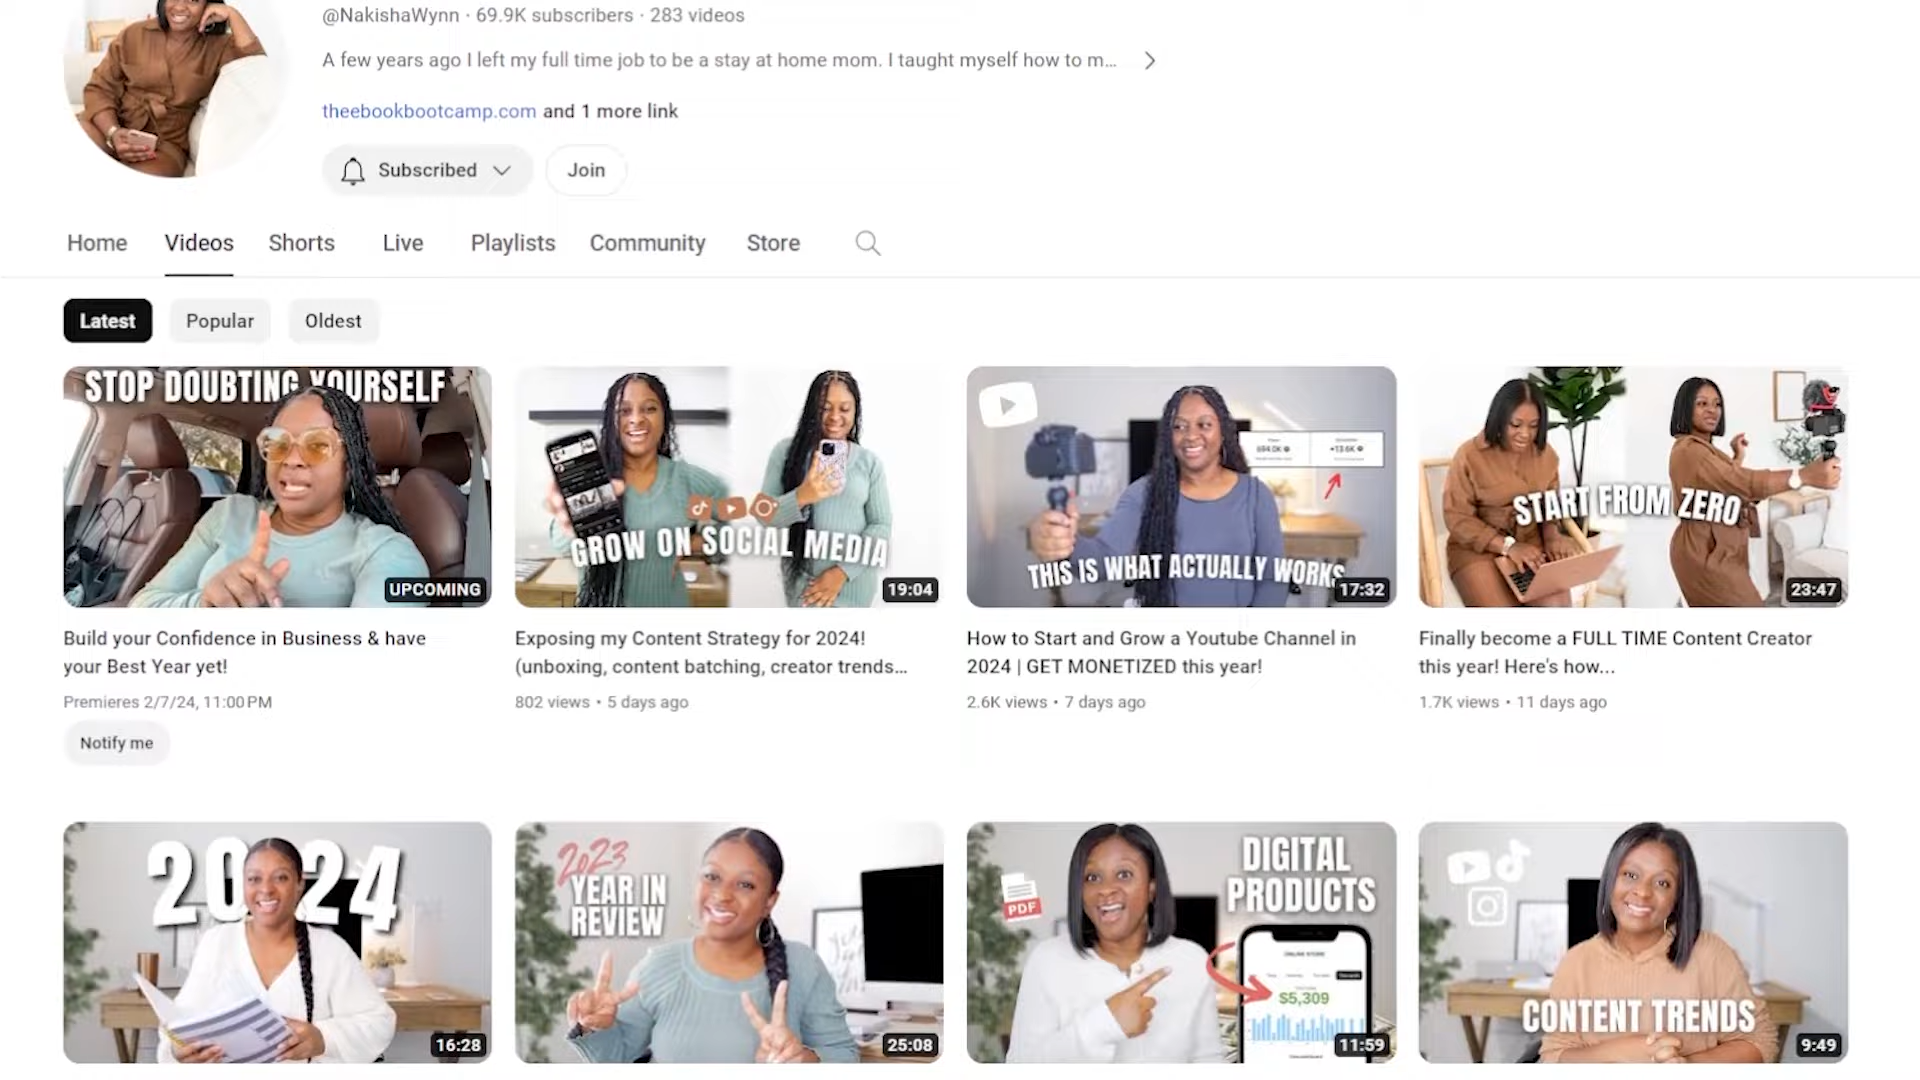 @NakishaWynn · 69.9K subscribers · 283 videos
A few years ago I left my full time job to be a stay at home mom. I taught myself how to m...
theebookbootcamp.com and 1 more link
Subscribed
Join
Home
Videos
Shorts
Live
Playlists
Community
Store
Latest
Popular
Oldest
STOP DOUBTING YOURSELF
UPCOMING
GROW ON SOCIAL MEDIA
19:04
694.0K
+13.6K
THIS IS WHAT ACTUALLY WORKS
17:32
START FROM ZERO
23:47
Build your Confidence in Business & have
your Best Year yet!
Premieres 2/7/24, 11:00 PM
Notify me
Exposing my Content Strategy for 2024!
(unboxing, content batching, creator trends...
802 views • 5 days ago
How to Start and Grow a Youtube Channel in
2024 | GET MONETIZED this year!
2.6K views • 7 days ago
Finally become a FULL TIME Content Creator
this year! Here's how...
1.7K views • 11 days ago
2024
16:28
2023
YEAR IN
REVIEW
25:08
PDF
DIGITAL
PRODUCTS
ONLINE STORE
$5,309
11:59
CONTENT TRENDS
9:49